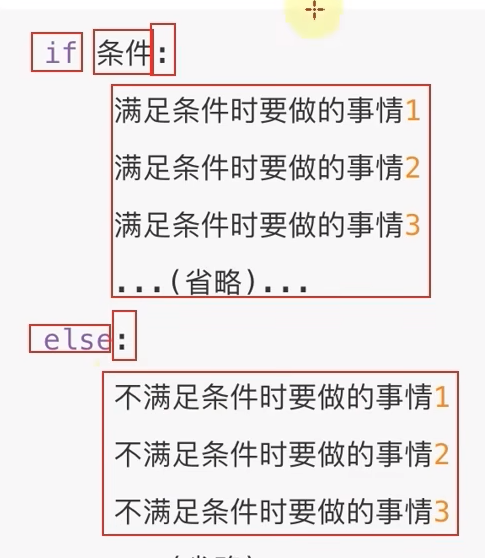 if 条件:
满足条件时要做的事情1
满足条件时要做的事情2
满足条件时要做的事情3
...(省略)...
else:
不满足条件时要做的事情1
不满足条件时要做的事情2
不满足条件时要做的事情3